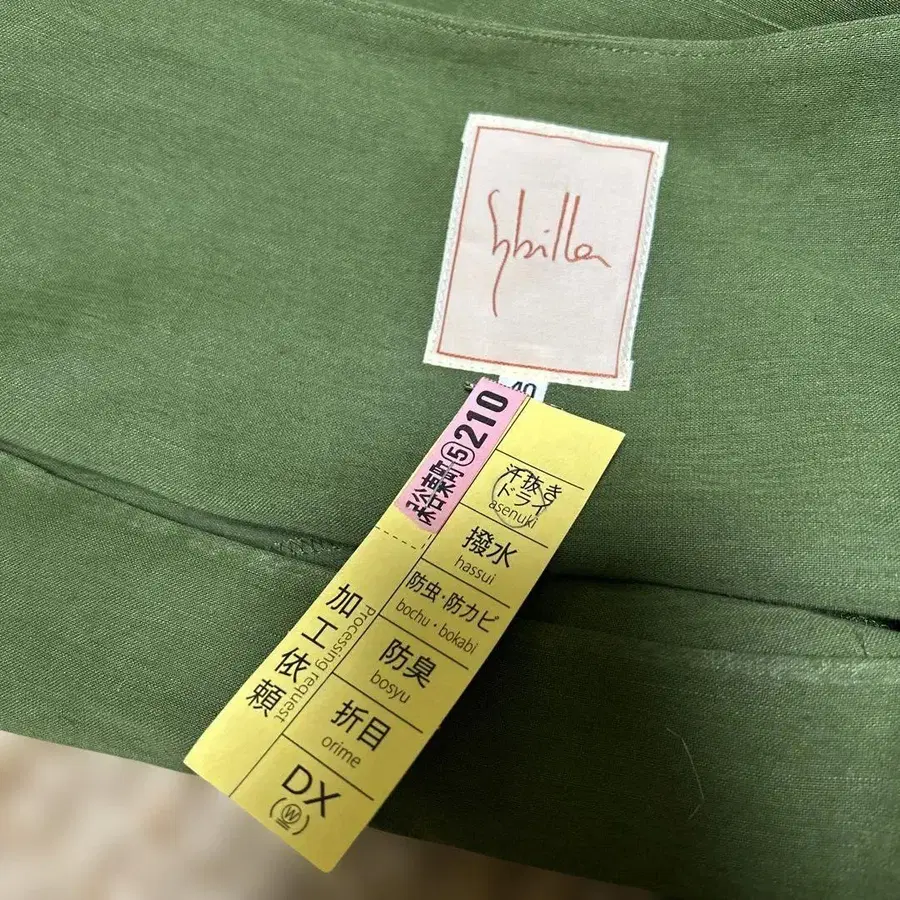 Sybilla
40
⑤210
汗抜き
ドライ
asenuki
撥水
hassui
防虫・防カビ
bochu・bokabi
防臭
bosyu
折目
orime
DX
(W)
加工依頼
Processing request